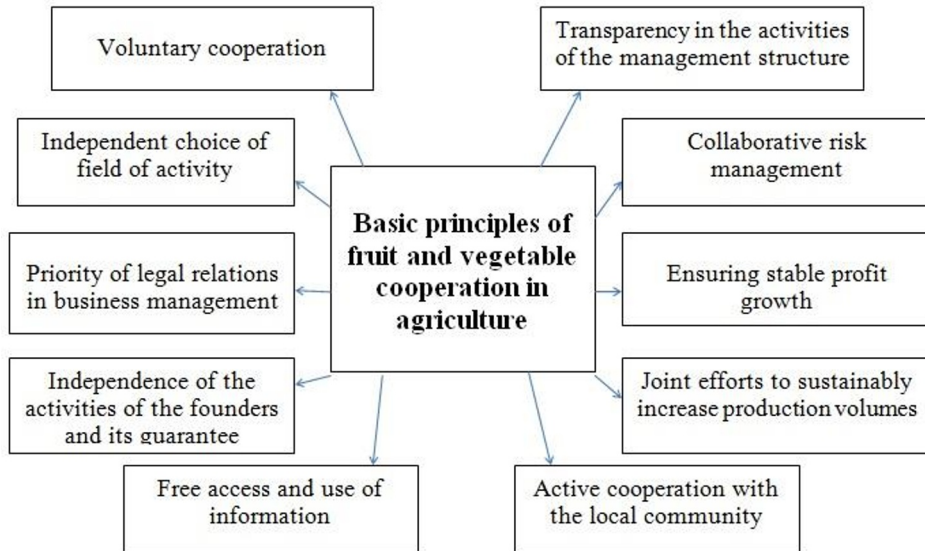 Voluntary cooperation
Transparency in the activities
of the management structure
Independent choice of
field of activity
Collaborative risk
management
Basic principles of
fruit and vegetable
cooperation in
agriculture
Priority of legal relations
in business management
Ensuring stable profit
growth
Independence of the
activities of the founders
and its guarantee
Joint efforts to sustainably
increase production volumes
Free access and use of
information
Active cooperation with
the local community